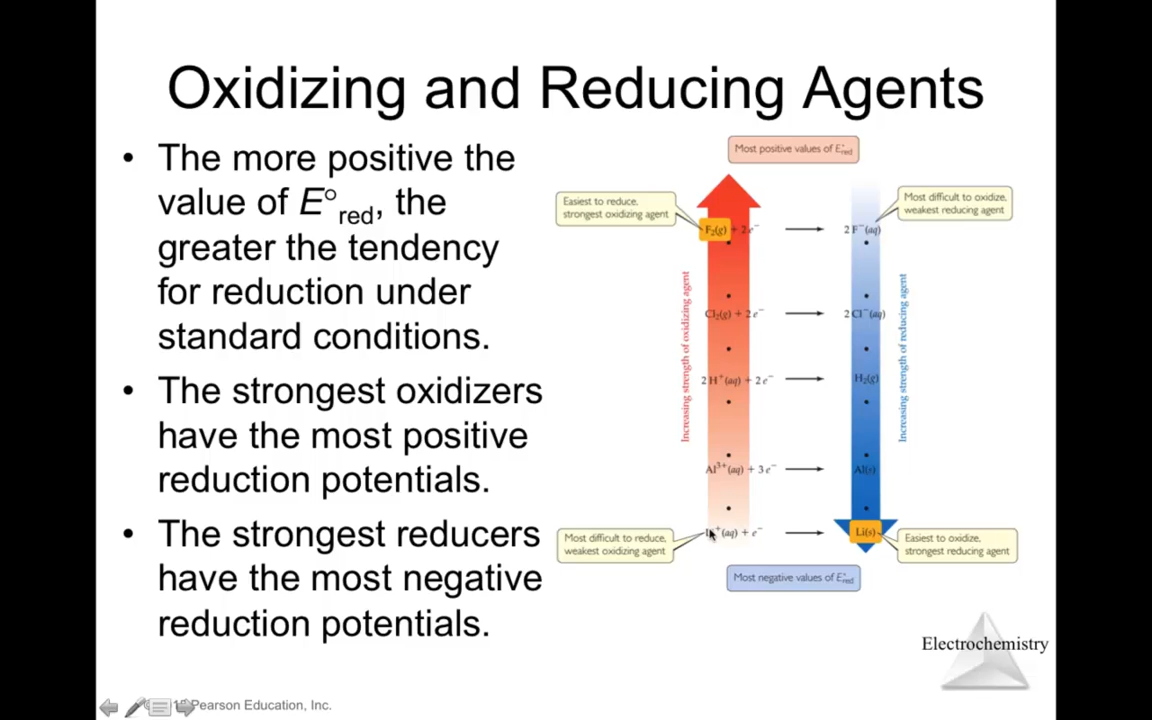 Oxidizing and Reducing Agents
• The more positive the
value of E°red, the
greater the tendency
for reduction under
standard conditions.
• The strongest oxidizers
have the most positive
reduction potentials.
• The strongest reducers
have the most negative
reduction potentials.
Most positive values of E°red
Easiest to reduce,
strongest oxidizing agent
Most difficult to oxidize,
weakest reducing agent
F₂(g) + 2 e⁻ → 2 F⁻(aq)
Cl₂(g) + 2 e⁻ → 2 Cl⁻(aq)
2 H⁺(aq) + 2 e⁻ → H₂(g)
Al³⁺(aq) + 3 e⁻ → Al(s)
⁺(aq) + e⁻ → Li(s)
Increasing strength of oxidizing agent
Increasing strength of reducing agent
Most difficult to reduce,
weakest oxidizing agent
Easiest to oxidize,
strongest reducing agent
Most negative values of E°red
Electrochemistry
Pearson Education, Inc.